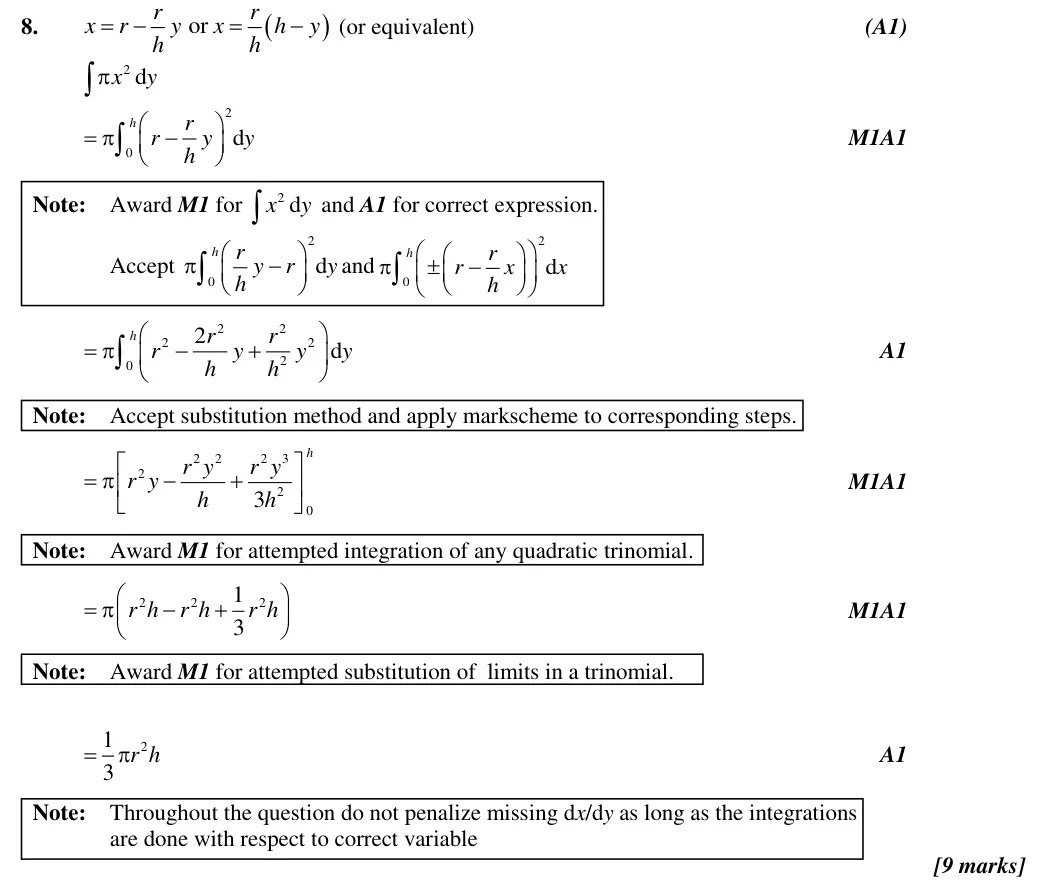 8. x = r − r/h y or x = r/h (h − y) (or equivalent) (A1)
∫ πx² dy
= π∫₀ʰ (r − r/h y)² dy M1A1
Note: Award M1 for ∫ x² dy and A1 for correct expression.
Accept π∫₀ʰ (r/h y − r)² dy and π∫₀ʰ (±(r − r/h x))² dx
= π∫₀ʰ (r² − 2r²/h y + r²/h² y²) dy A1
Note: Accept substitution method and apply markscheme to corresponding steps.
= π[r²y − r²y²/h + r²y³/3h²]₀ʰ M1A1
Note: Award M1 for attempted integration of any quadratic trinomial.
= π(r²h − r²h + 1/3 r²h) M1A1
Note: Award M1 for attempted substitution of limits in a trinomial.
= 1/3 πr²h A1
Note: Throughout the question do not penalize missing dx/dy as long as the integrations
are done with respect to correct variable
[9 marks]